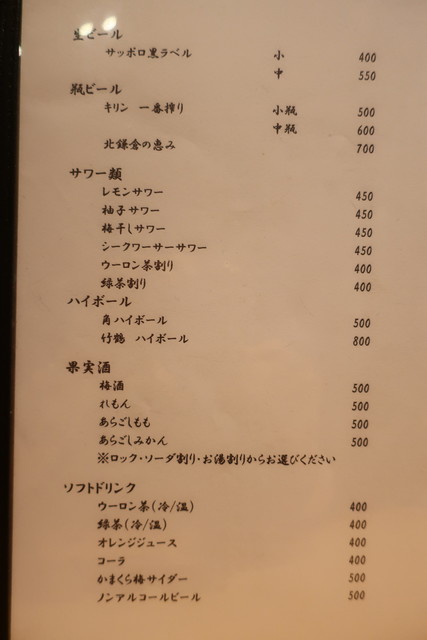 生ビール
サッポロ黒ラベル 小 400
中 550
瓶ビール
キリン 一番搾り 小瓶 500
中瓶 600
北鎌倉の恵み 700
サワー類
レモンサワー 450
柚子サワー 450
梅干しサワー 450
シークワーサーサワー 450
ウーロン茶割り 400
緑茶割り 400
ハイボール
角ハイボール 500
竹鶴 ハイボール 800
果実酒
梅酒 500
れもん 500
あらごしもも 500
あらごしみかん 500
※ロック・ソーダ割り・お湯割りからお選びください
ソフトドリンク
ウーロン茶(冷/温) 400
緑茶(冷/温) 400
オレンジジュース 400
コーラ 400
かまくら梅サイダー 500
ノンアルコールビール 500